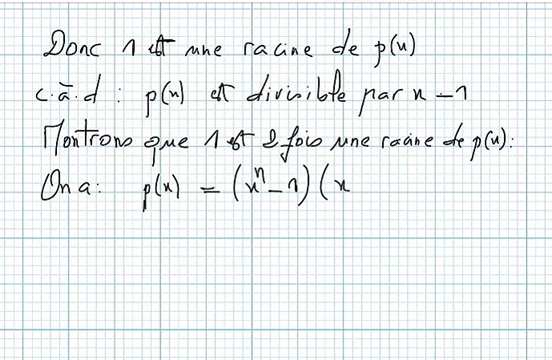 Donc 1 est une racine de p(x)
c.à.d : p(x) est divisible par x - 1
Montrons que 1 est 2 fois une racine de p(x):
On a: p(x) = (x^n - 1)(x